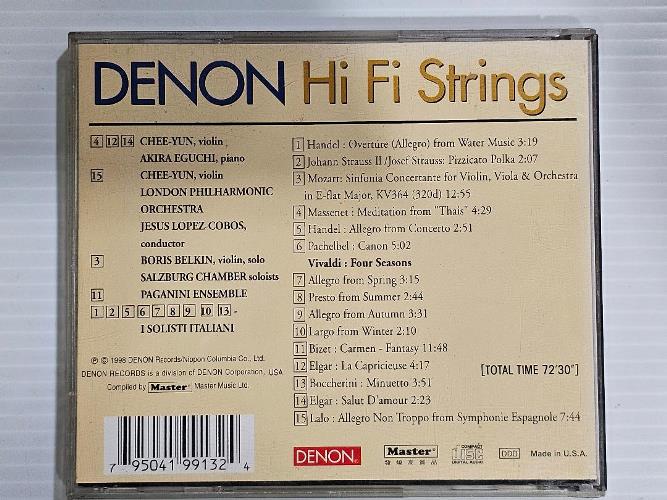 DENON Hi Fi Strings
4 12 14 CHEE-YUN, violin
AKIRA EGUCHI, piano
15 CHEE-YUN, violin
LONDON PHILHARMONIC
ORCHESTRA
JESUS LOPEZ-COBOS,
conductor
3 BORIS BELKIN, violin, solo
SALZBURG CHAMBER soloists
11 PAGANINI ENSEMBLE
1 2 5 6 7 8 9 10 13 -
I SOLISTI ITALIANI
℗ © 1998 DENON Records/Nippon Columbia Co., Ltd.
DENON RECORDS is a division of DENON Corporation, USA
Compiled by Master Master Music Ltd.
1 Handel : Overture (Allegro) from Water Music 3:19
2 Johann Strauss II /Josef Strauss: Pizzicato Polka 2:07
3 Mozart: Sinfonia Concertante for Violin, Viola & Orchestra
in E-flat Major, KV364 (320d) 12:55
4 Massenet : Meditation from "Thais" 4:29
5 Handel : Allegro from Concerto 2:51
6 Pachelbel : Canon 5:02
Vivaldi : Four Seasons
7 Allegro from Spring 3:15
8 Presto from Summer 2:44
9 Allegro from Autumn 3:31
10 Largo from Winter 2:10
11 Bizet : Carmen - Fantasy 11:48
12 Elgar : La Capricieuse 4:17
[TOTAL TIME 72'30"]
13 Boccherini : Minuetto 3:51
14 Elgar : Salut D'amour 2:23
15 Lalo : Allegro Non Troppo from Symphonie Espagnole 7:44
7 95041 99132 4
DENON
Master
COMPACT
disc
DIGITAL AUDIO
DDD
Made in U.S.A.